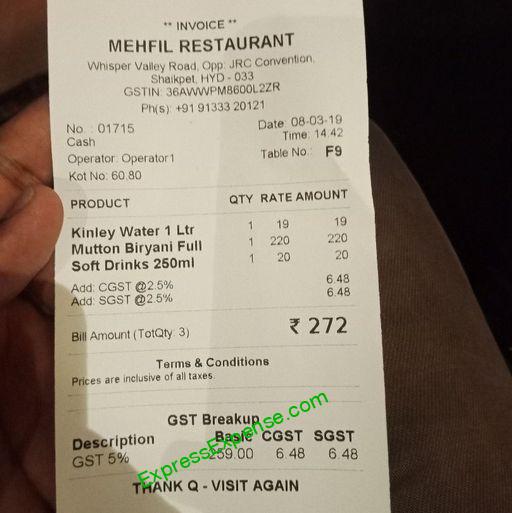 ** INVOICE **
MEHFIL RESTAURANT
Whisper Valley Road, Opp: JRC Convention,
Shaikpet, HYD - 033
GSTIN: 36AVWPM8600L2ZR
Ph(s): +91 91333 20121
No. : 01715 Date: 08-03-19
Cash Time: 14.42
Operator: Operator1 Table No.: F9
Kot No: 60.80
PRODUCT QTY RATE AMOUNT
Kinley Water 1 Ltr 1 19 19
Mutton Biryani Full 1 220 220
Soft Drinks 250ml 1 20 20
Add: CGST @2.5% 6.48
Add: SGST @2.5% 6.48
Bill Amount (TotQty: 3) ₹ 272
Terms & Conditions
Prices are inclusive of all taxes.
GST Breakup
Description Basic CGST SGST
GST 5% 259.00 6.48 6.48
ExpressExpense.com
THANK Q - VISIT AGAIN